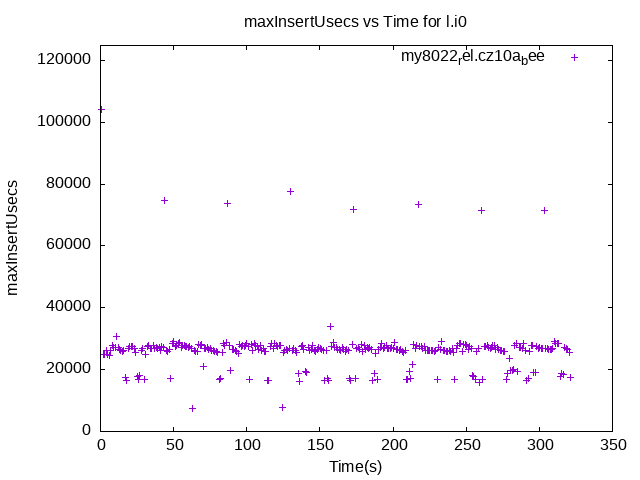 maxInsertUsecs vs Time for l.i0
my8022rel.cz10abee
120000
100000
80000
60000
40000
20000
0
maxInsertUsecs
0 50 100 150 200 250 300 350
Time(s)